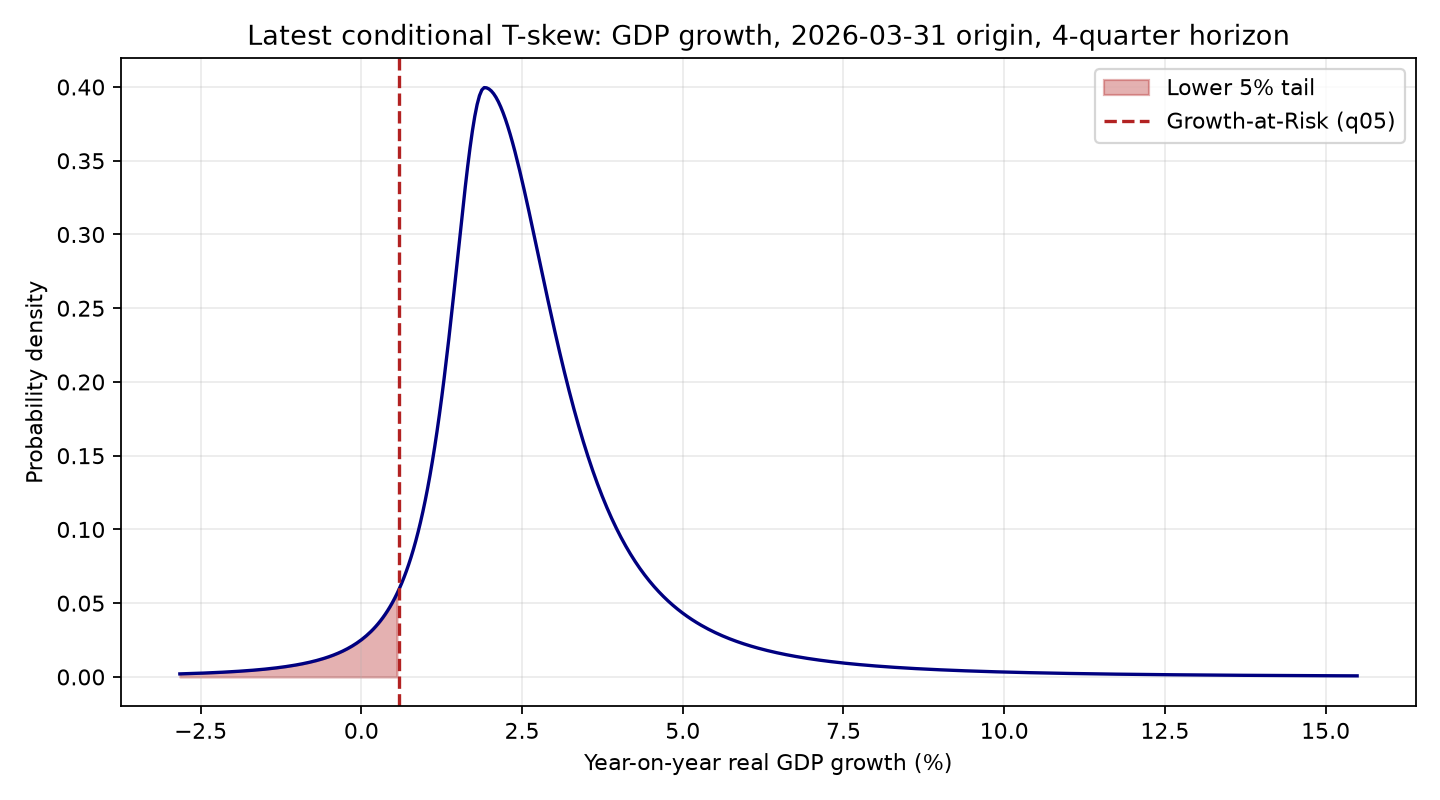 Latest conditional T-skew: GDP growth, 2026-03-31 origin, 4-quarter horizon
Lower 5% tail
Growth-at-Risk (q05)
Probability density
0.40
0.35
0.30
0.25
0.20
0.15
0.10
0.05
0.00
−2.5 0.0 2.5 5.0 7.5 10.0 12.5 15.0
Year-on-year real GDP growth (%)